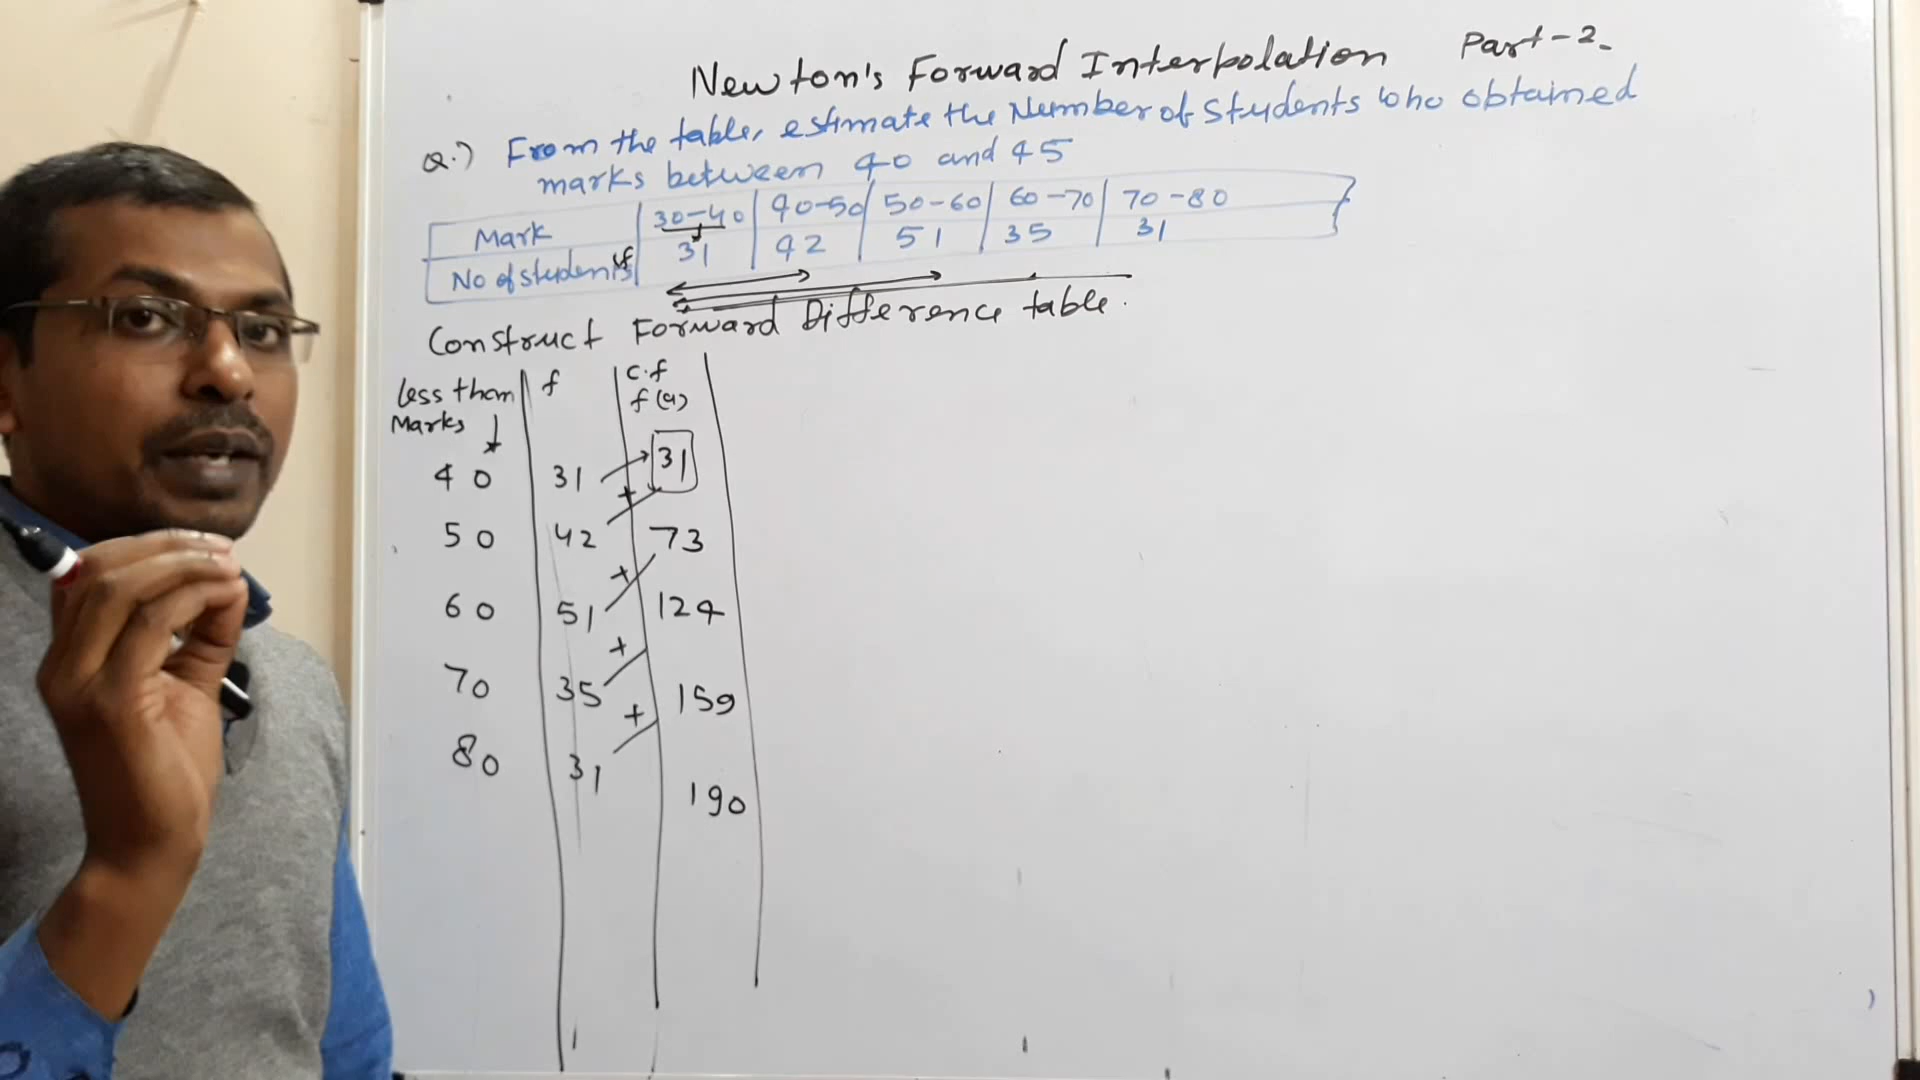 Newton's Forward Interpolation Part-2.
Q.) From the table, estimate the Number of Students who obtained
marks between 40 and 45
Mark 30-40 40-50 50-60 60-70 70-80
No of students f 31 42 51 35 31
Construct Forward Difference table.
Less than Marks f c.f f(a)
40 31 31
50 42 + 73
60 51 + 124
70 35 + 159
80 31 + 190